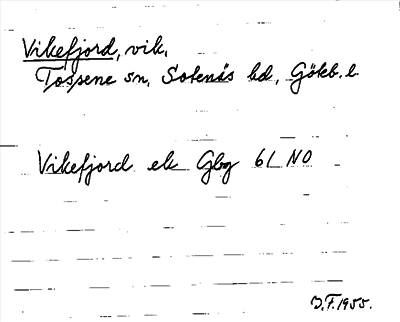 Vikefjord, vik,
Tossene sn, Sotenäs hd, Göteb. l.
Vikefjord ek Gbg 61 NO
D.F. 1955.